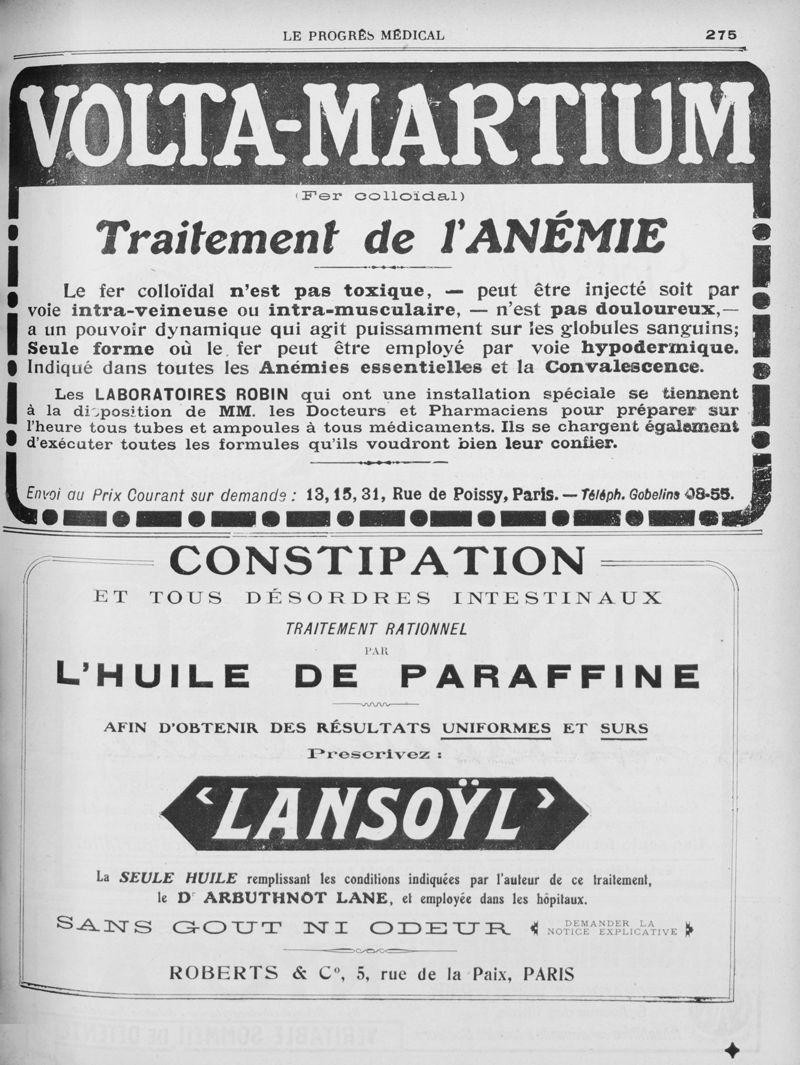 LE PROGRÈS MÉDICAL 275
VOLTA-MARTIUM
(Fer colloïdal)
Traitement de l'ANÉMIE
Le fer colloïdal n'est pas toxique, — peut être injecté soit par
voie intra-veineuse ou intra-musculaire, — n'est pas douloureux,—
a un pouvoir dynamique qui agit puissamment sur les globules sanguins;
Seule forme où le fer peut être employé par voie hypodermique.
Indiqué dans toutes les Anémies essentielles et la Convalescence.
Les LABORATOIRES ROBIN qui ont une installation spéciale se tiennent
à la disposition de MM. les Docteurs et Pharmaciens pour préparer sur
l'heure tous tubes et ampoules à tous médicaments. Ils se chargent également
d'exécuter toutes les formules qu'ils voudront bien leur confier.
Envoi au Prix Courant sur demande : 13, 15, 31, Rue de Poissy, Paris. — Téléph. Gobelins 08-55.
CONSTIPATION
ET TOUS DÉSORDRES INTESTINAUX
TRAITEMENT RATIONNEL
PAR
L'HUILE DE PARAFFINE
AFIN D'OBTENIR DES RÉSULTATS UNIFORMES ET SURS
Prescrivez :
‹LANSOŸL›
La SEULE HUILE remplissant les conditions indiquées par l'auteur de ce traitement,
le Dr ARBUTHNOT LANE, et employée dans les hôpitaux.
SANS GOUT NI ODEUR DEMANDER LA
NOTICE EXPLICATIVE
ROBERTS & Co, 5, rue de la Paix, PARIS